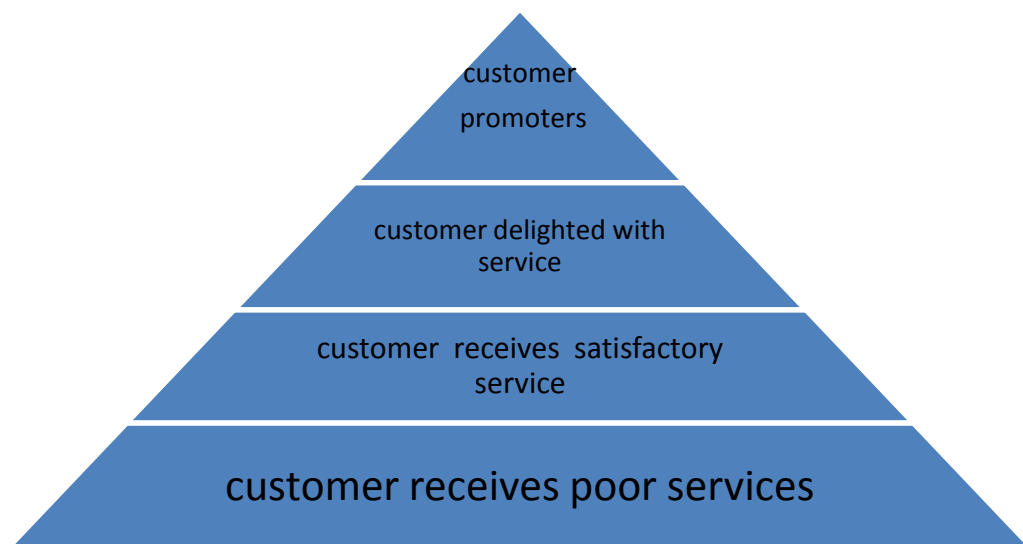 customer
promoters
customer delighted with
service
customer receives satisfactory
service
customer receives poor services